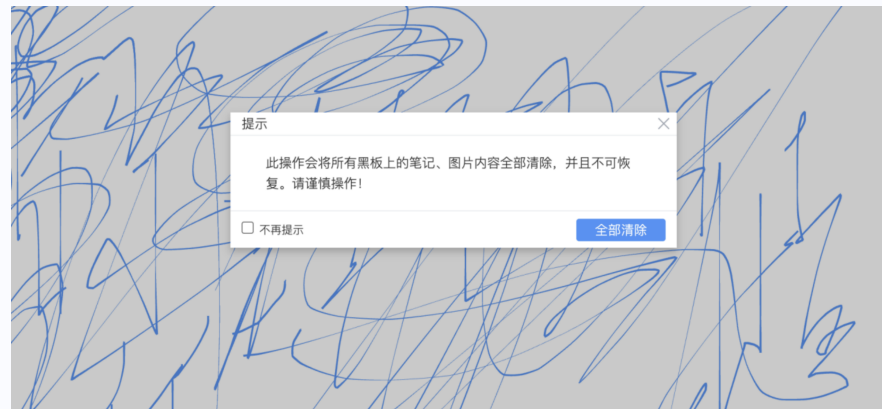 提示
此操作会将所有黑板上的笔记、图片内容全部清除，并且不可恢
复。请谨慎操作！
不再提示
全部清除